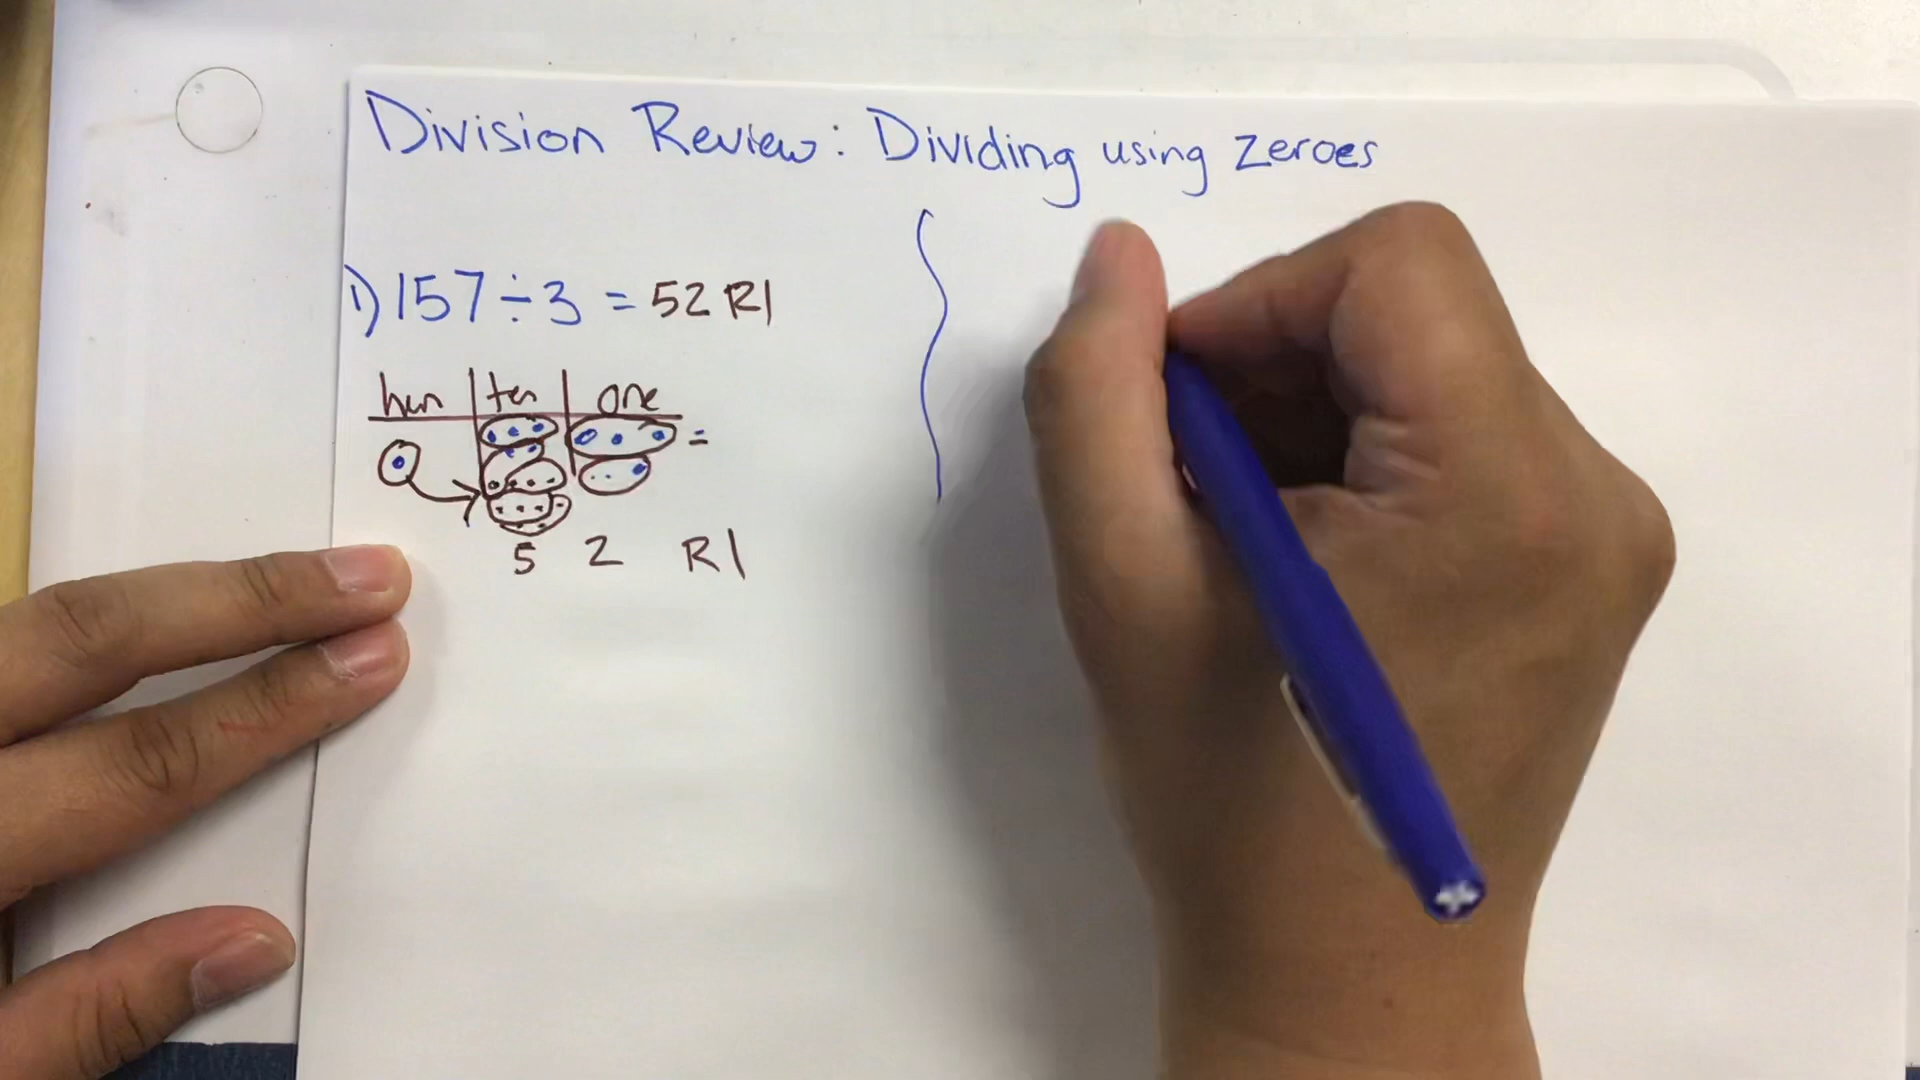 Division Review: Dividing using zeroes
1) 157 ÷ 3 = 52 R1
hun ten one
=
5 2 R1